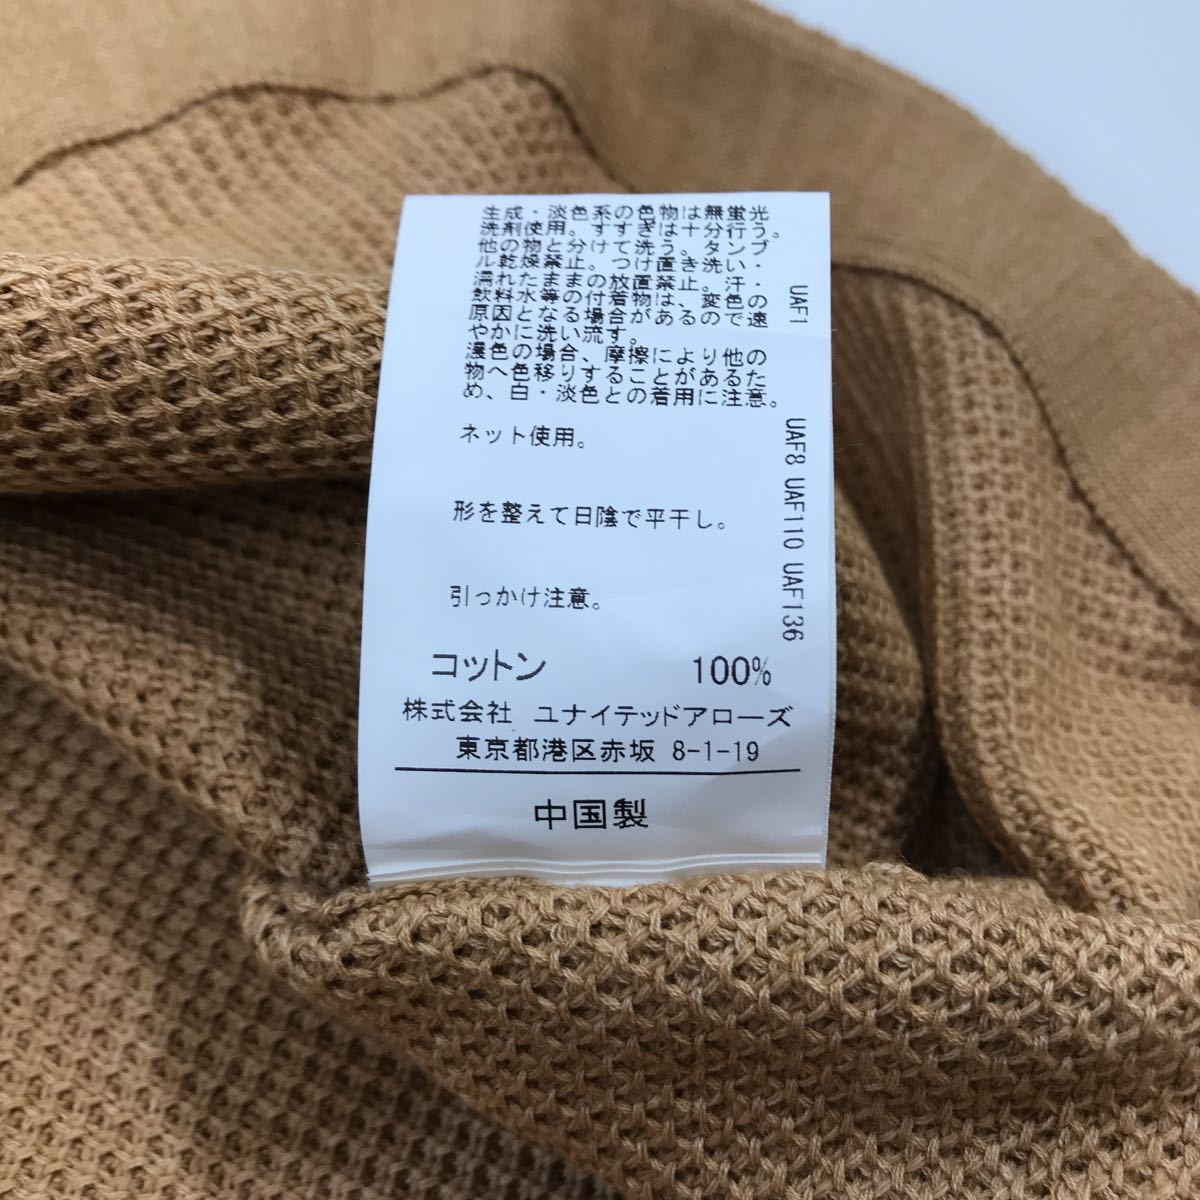 生成・淡色系の色物は無蛍光
洗剤使用。すすぎは十分行う。
他の物と分けて洗う。タンブ
ル乾燥禁止。つけ置き洗い・
濡れたままの放置禁止。汗・
飲料水等の付着物は、変色の
原因となる場合があるので速
やかに洗い流す。
濃色の場合、摩擦により他の
物へ色移りすることがあるた
め、白・淡色との着用に注意。
ネット使用。
形を整えて日陰で平干し。
引っかけ注意。
コットン 100%
株式会社 ユナイテッドアローズ
東京都港区赤坂 8-1-19
中国製
UAF1
UAF8 UAF110 UAF136